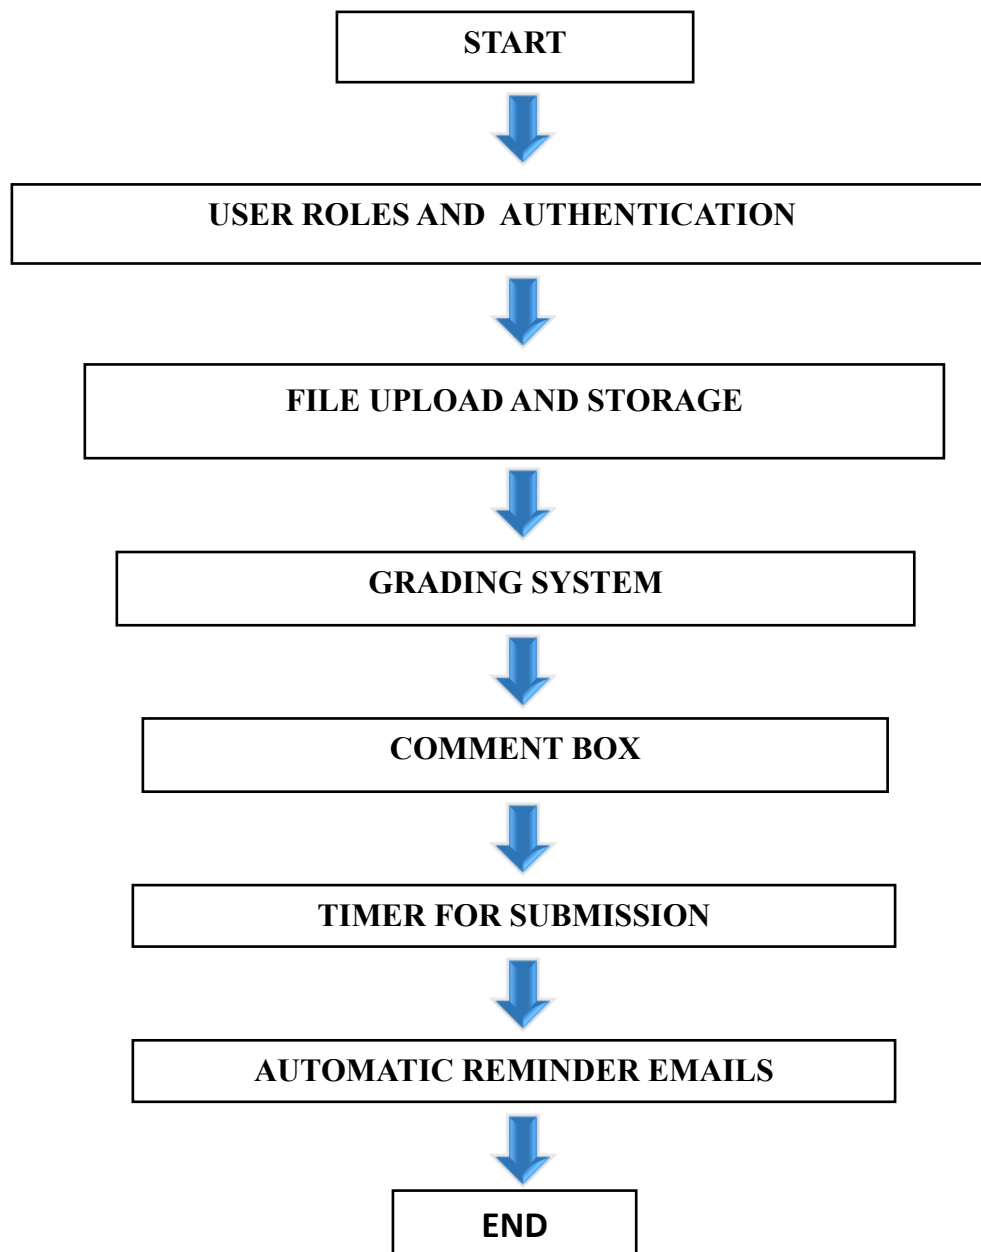 START
USER ROLES AND  AUTHENTICATION
FILE UPLOAD AND STORAGE
GRADING SYSTEM
COMMENT BOX
TIMER FOR SUBMISSION
AUTOMATIC REMINDER EMAILS
END